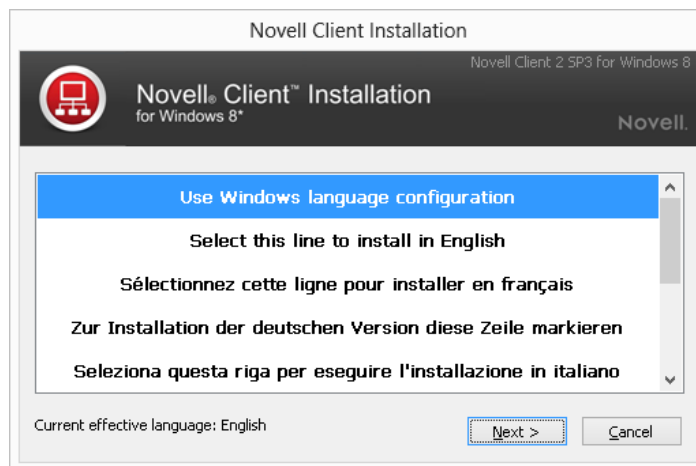 Novell Client Installation
Novell Client 2 SP3 for Windows 8
Novell® Client™ Installation
for Windows 8*
Novell.
Use Windows language configuration
Select this line to install in English
Sélectionnez cette ligne pour installer en français
Zur Installation der deutschen Version diese Zeile markieren
Seleziona questa riga per eseguire l'installazione in italiano
Current effective language: English
Next >
Cancel